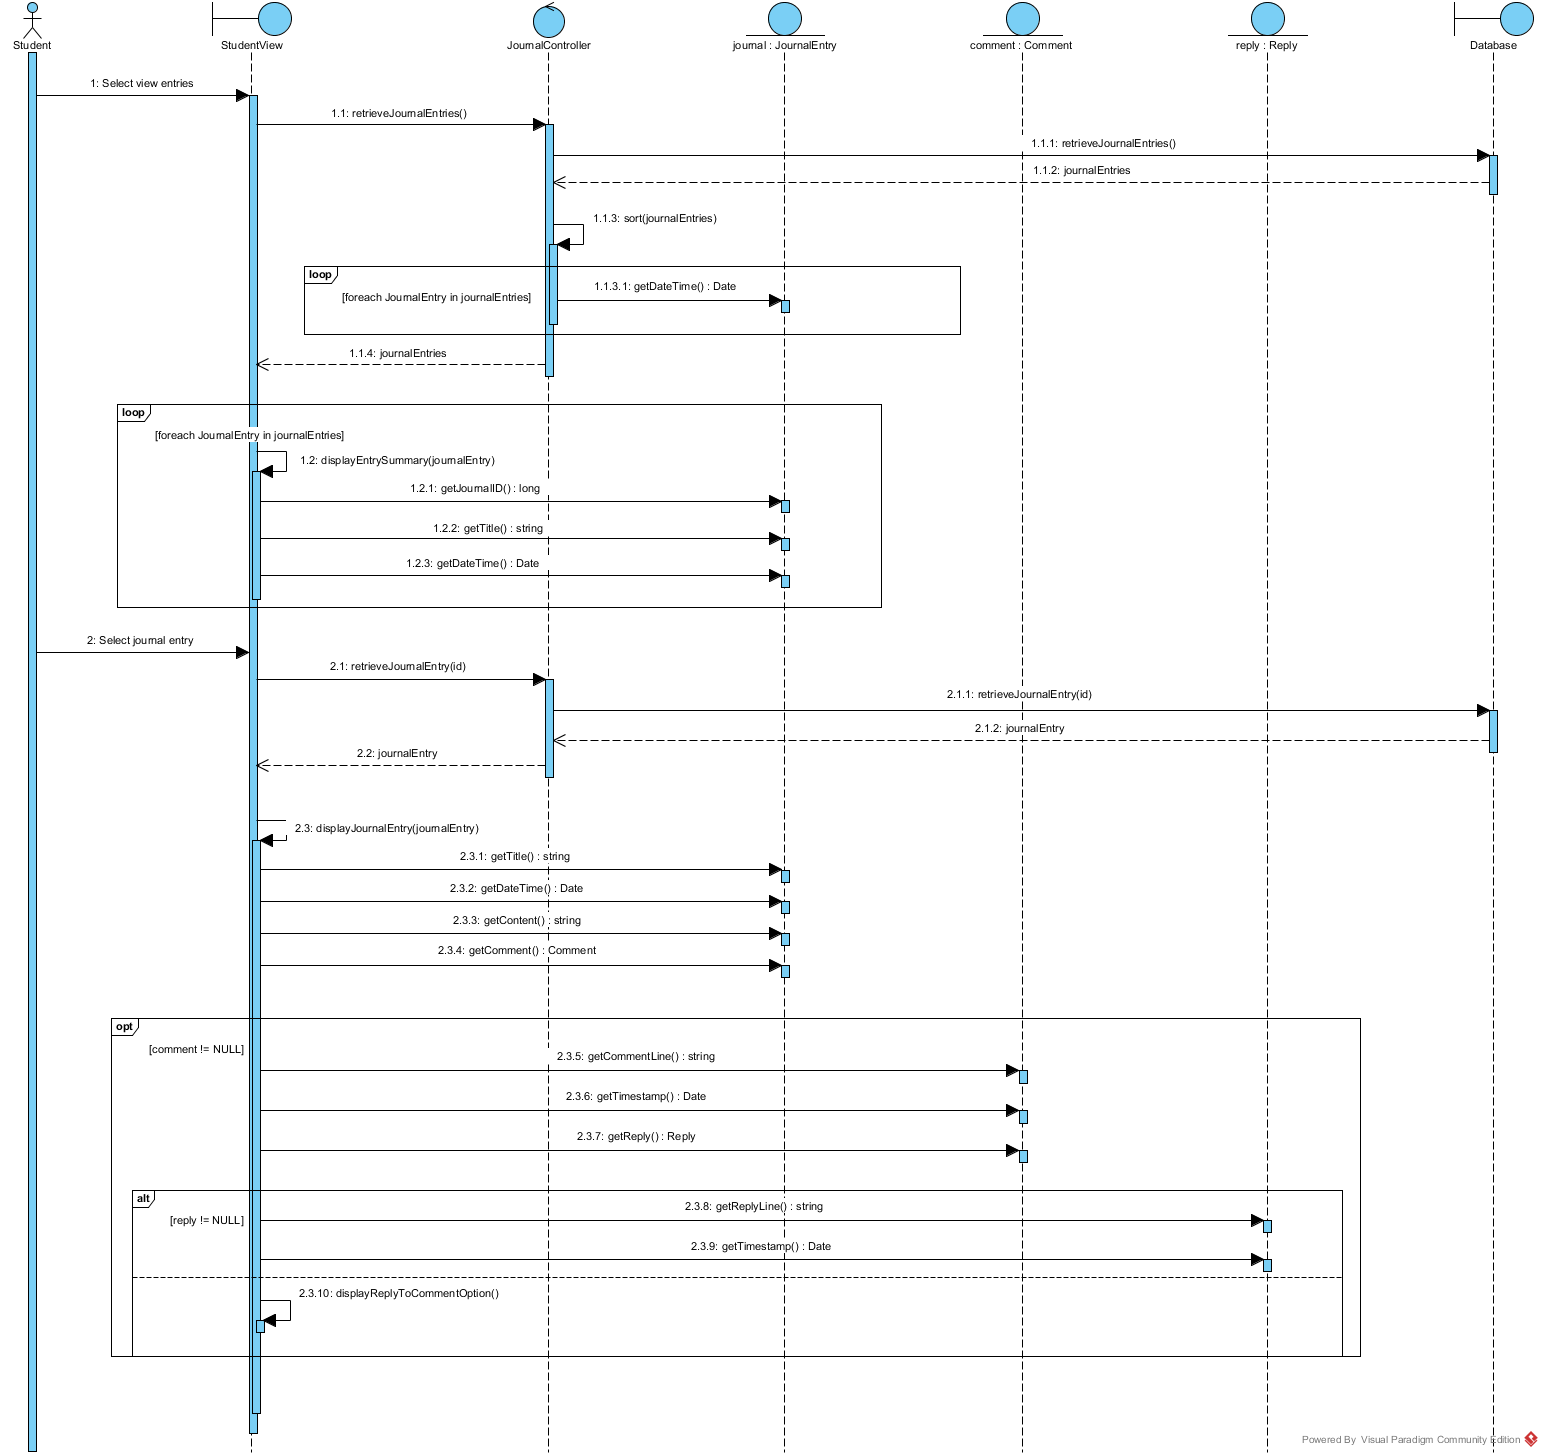 Student
StudentView
JournalController
journal : JournalEntry
comment : Comment
reply : Reply
Database
1: Select view entries
1.1: retrieveJournalEntries()
1.1.1: retrieveJournalEntries()
1.1.2: journalEntries
1.1.3: sort(journalEntries)
loop
[foreach JournalEntry in journalEntries]
1.1.3.1: getDateTime() : Date
1.1.4: journalEntries
loop
[foreach JournalEntry in journalEntries]
1.2: displayEntrySummary(journalEntry)
1.2.1: getJournalID() : long
1.2.2: getTitle() : string
1.2.3: getDateTime() : Date
2: Select journal entry
2.1: retrieveJournalEntry(id)
2.1.1: retrieveJournalEntry(id)
2.1.2: journalEntry
2.2: journalEntry
2.3: displayJournalEntry(journalEntry)
2.3.1: getTitle() : string
2.3.2: getDateTime() : Date
2.3.3: getContent() : string
2.3.4: getComment() : Comment
opt
[comment != NULL]
2.3.5: getCommentLine() : string
2.3.6: getTimestamp() : Date
2.3.7: getReply() : Reply
alt
[reply != NULL]
2.3.8: getReplyLine() : string
2.3.9: getTimestamp() : Date
2.3.10: displayReplyToCommentOption()
Powered By Visual Paradigm Community Edition